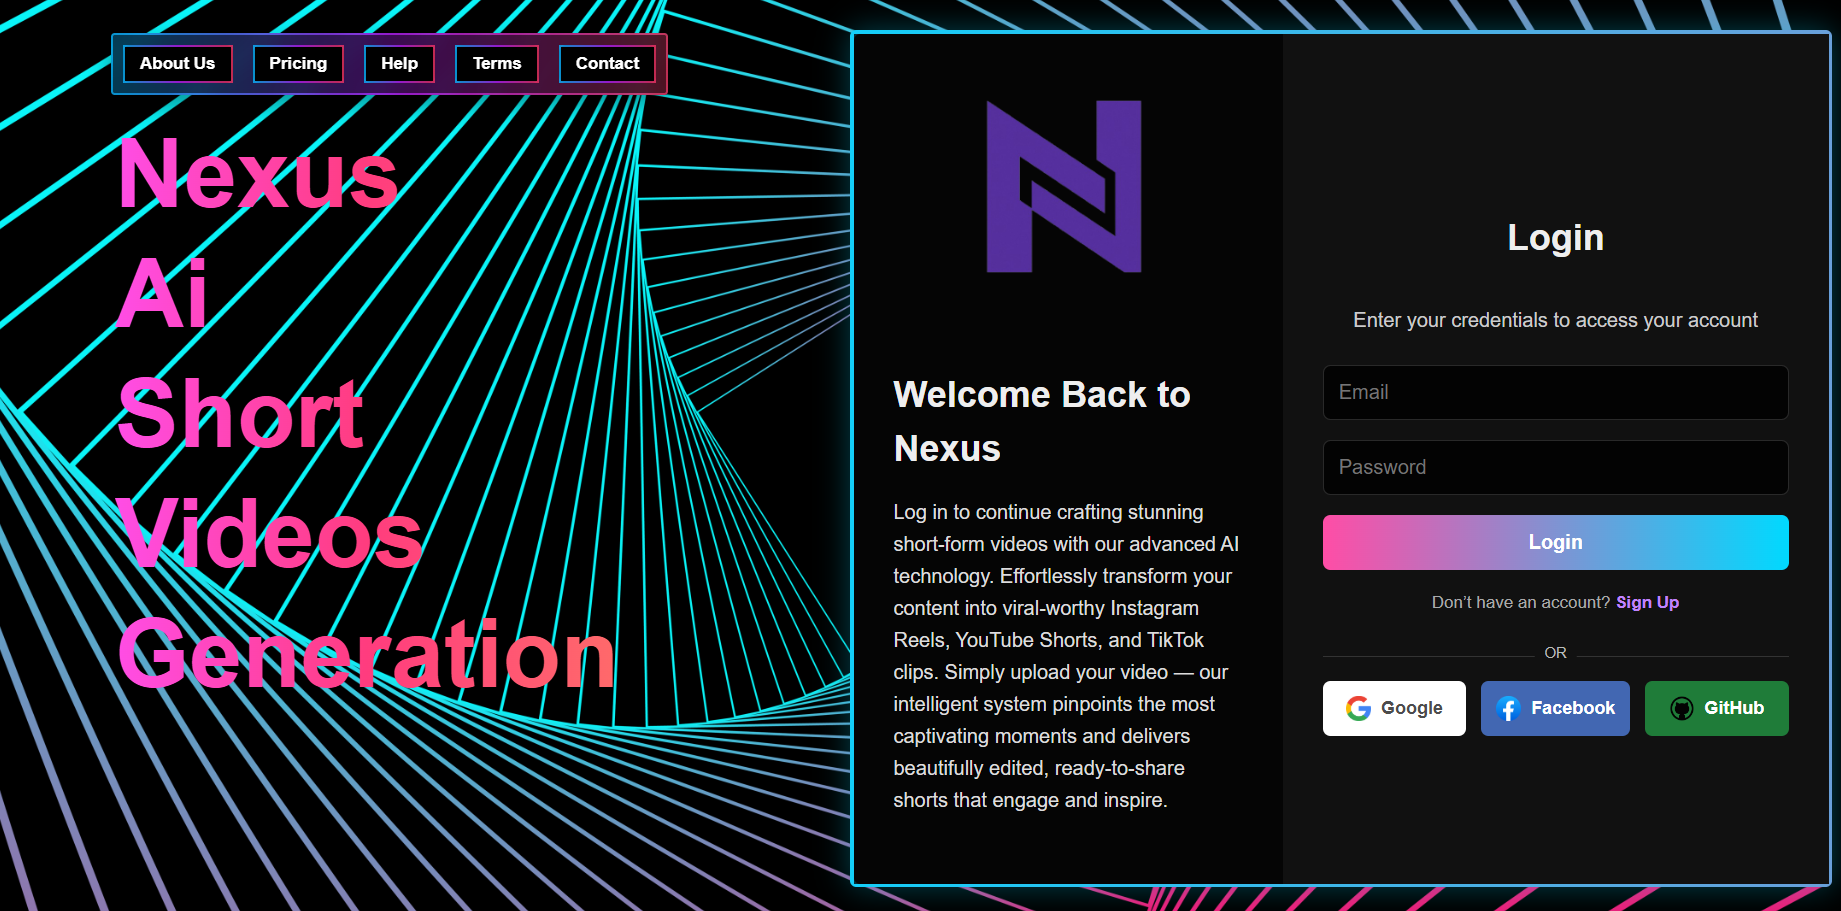 About Us
Pricing
Help
Terms
Contact
Nexus
Ai
Short
Videos
Generation
Welcome Back to
Nexus
Log in to continue crafting stunning
short-form videos with our advanced AI
technology. Effortlessly transform your
content into viral-worthy Instagram
Reels, YouTube Shorts, and TikTok
clips. Simply upload your video — our
intelligent system pinpoints the most
captivating moments and delivers
beautifully edited, ready-to-share
shorts that engage and inspire.
Login
Enter your credentials to access your account
Email
Password
Login
Don’t have an account? Sign Up
OR
Google
Facebook
GitHub